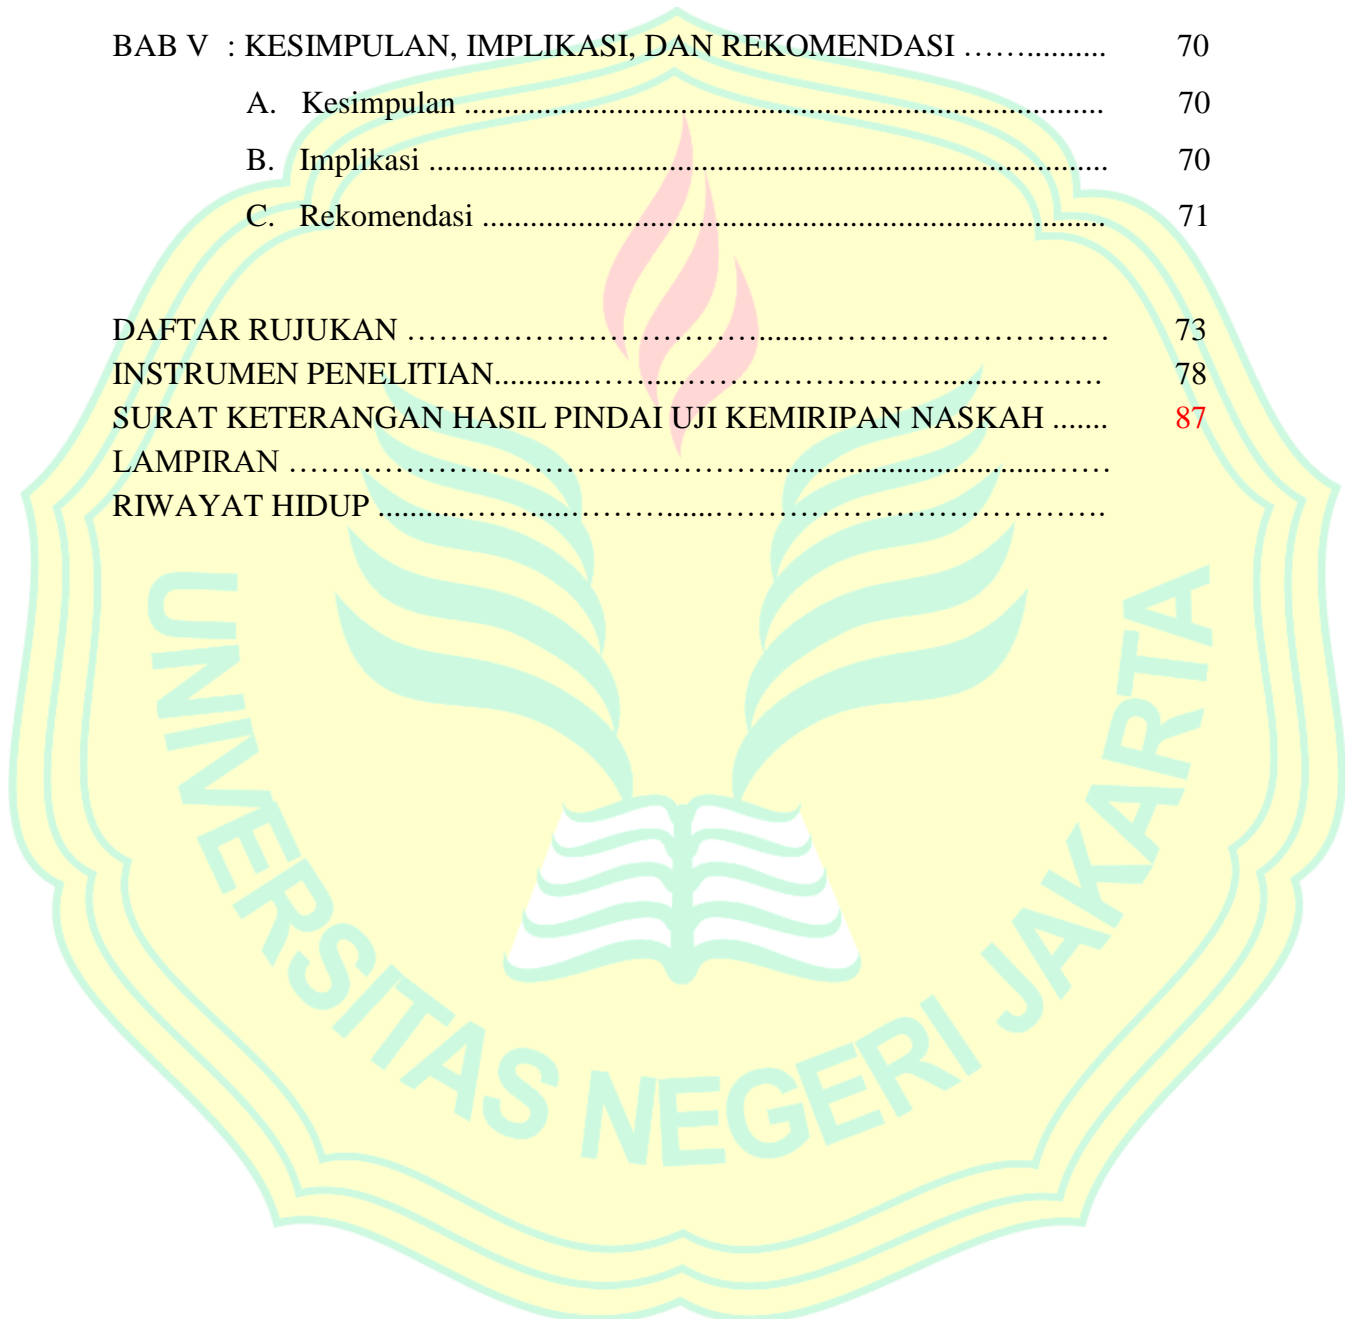 BAB V : KESIMPULAN, IMPLIKASI, DAN REKOMENDASI …….......... 70
A. Kesimpulan ................................................................................ 70
B. Implikasi ..................................................................................... 70
C. Rekomendasi .............................................................................. 71
DAFTAR RUJUKAN …………………………………......………….…………… 73
INSTRUMEN PENELITIAN...........…….....……………………….......………. 78
SURAT KETERANGAN HASIL PINDAI UJI KEMIRIPAN NASKAH ....... 87
LAMPIRAN ………………………………………………..................................……
RIWAYAT HIDUP ...........…….....………......……………………………………
UNIVERSITAS NEGERI JAKARTA